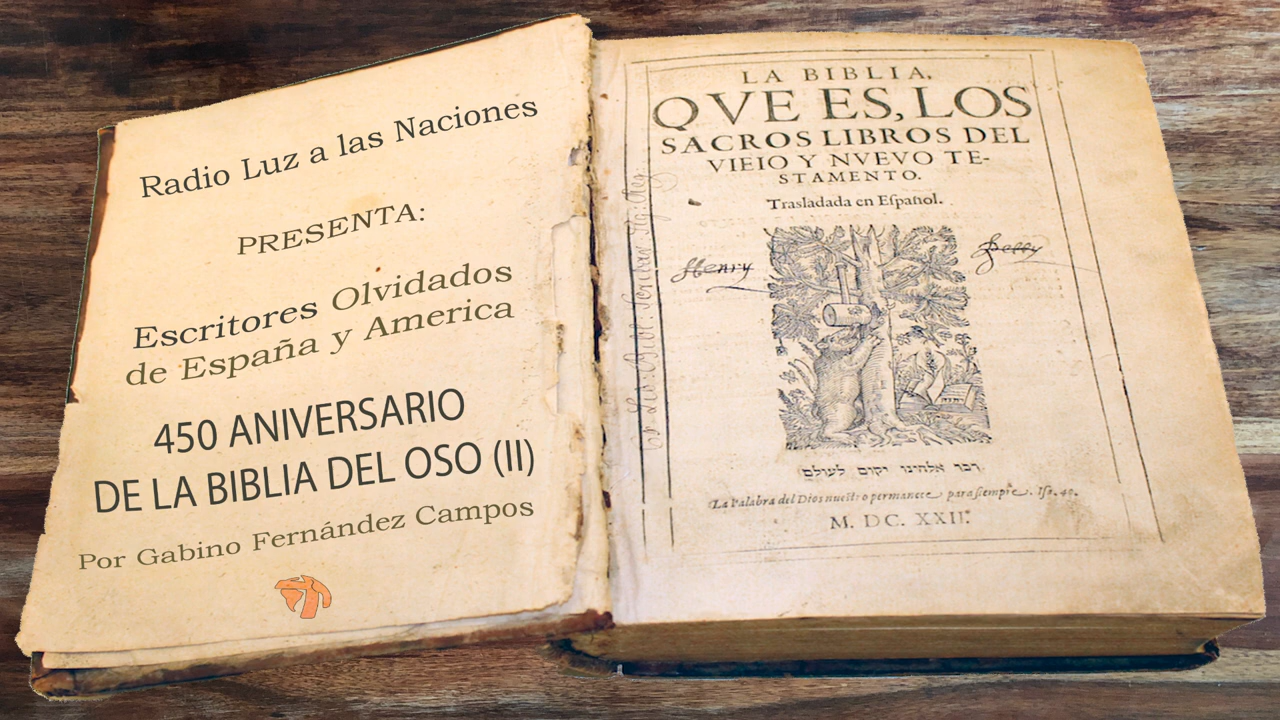 Radio Luz a las Naciones
PRESENTA:
Escritores Olvidados
de España y America
450 ANIVERSARIO
DE LA BIBLIA DEL OSO (II)
Por Gabino Fernández Campos
LA BIBLIA.
QVE ES, LOS
SACROS LIBROS DEL
VIEIO Y NVEVO TE-
STAMENTO.
Trasladada en Eſpañol.
Henry
דבר אלהינו יקום לעולם
La Palabra del Dios nueſtro permanece para ſiempre. Iſa. 40.
M. DC. XXII.